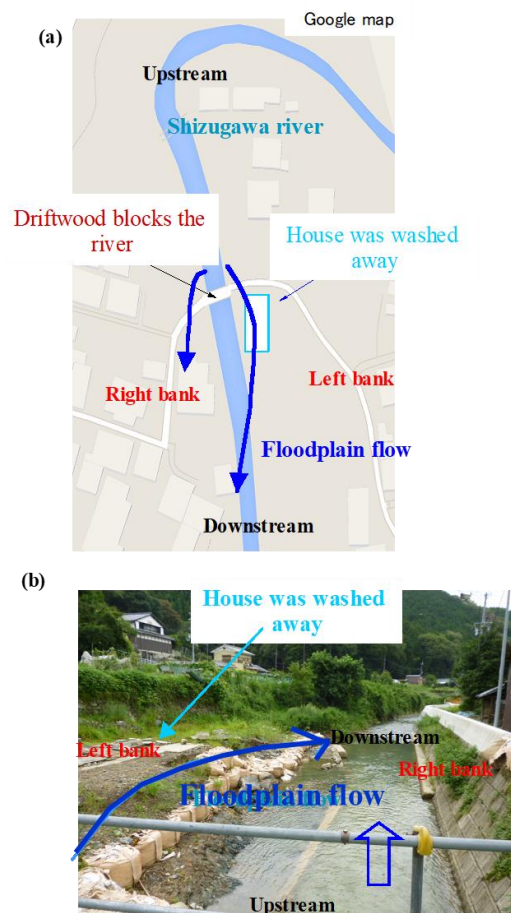 Google map
(a)
Upstream
Shizugawa river
Driftwood blocks the
river
House was washed
away
Right bank
Left bank
Floodplain flow
Downstream
(b)
House was washed
away
Left bank
Downstream
Right bank
Floodplain flow
Upstream